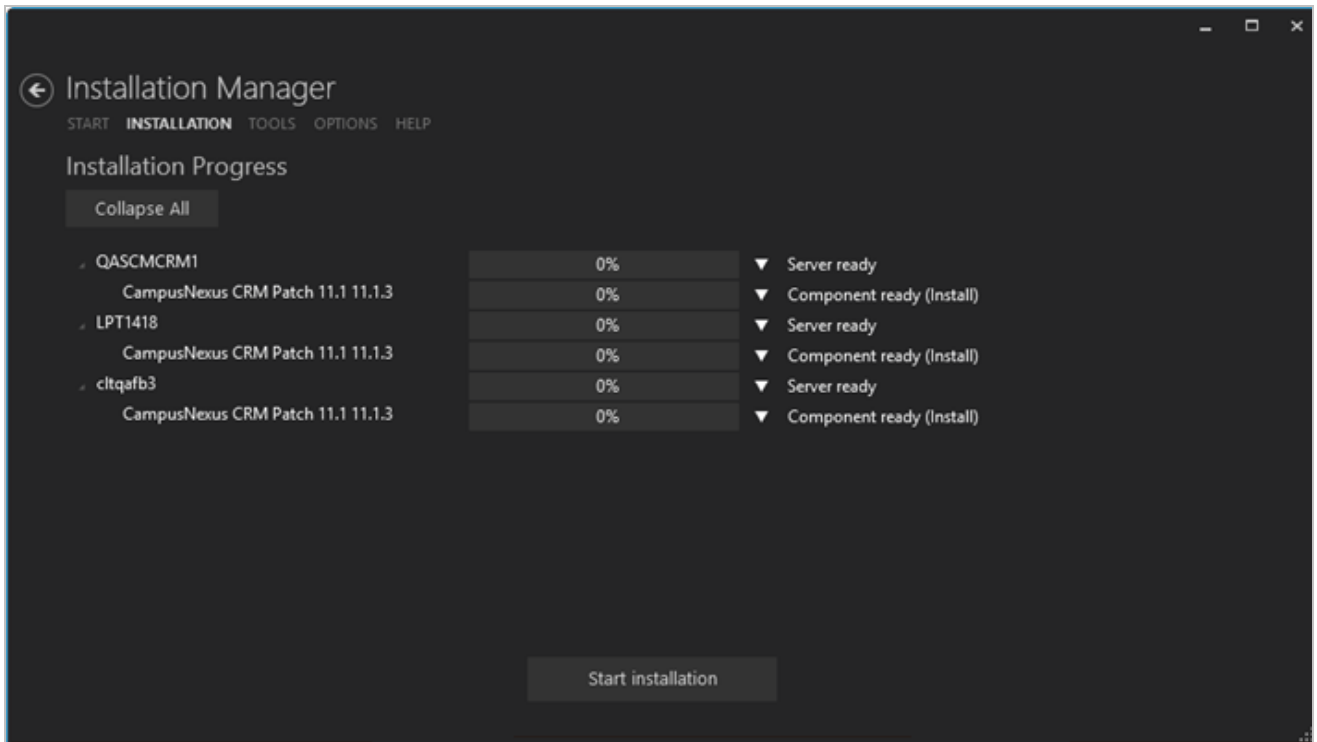 Installation Manager
START INSTALLATION TOOLS OPTIONS HELP
Installation Progress
Collapse All
QASCMCRM1 0% Server ready
CampusNexus CRM Patch 11.1 11.1.3 0% Component ready (Install)
LPT1418 0% Server ready
CampusNexus CRM Patch 11.1 11.1.3 0% Component ready (Install)
cltqafb3 0% Server ready
CampusNexus CRM Patch 11.1 11.1.3 0% Component ready (Install)
Start installation